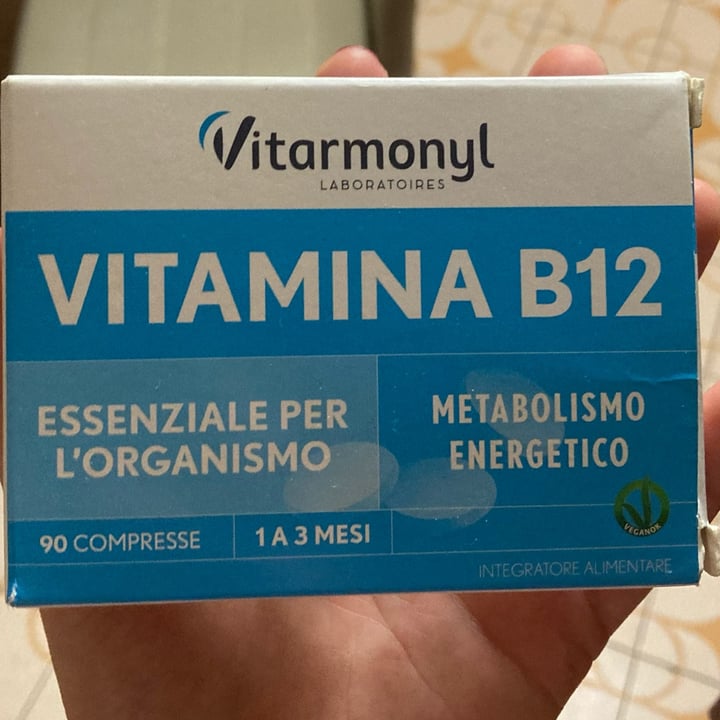 Vitarmonyl
LABORATOIRES
VITAMINA B12
ESSENZIALE PER
L'ORGANISMO
METABOLISMO
ENERGETICO
90 COMPRESSE
1 A 3 MESI
VEGANOK
INTEGRATORE ALIMENTARE